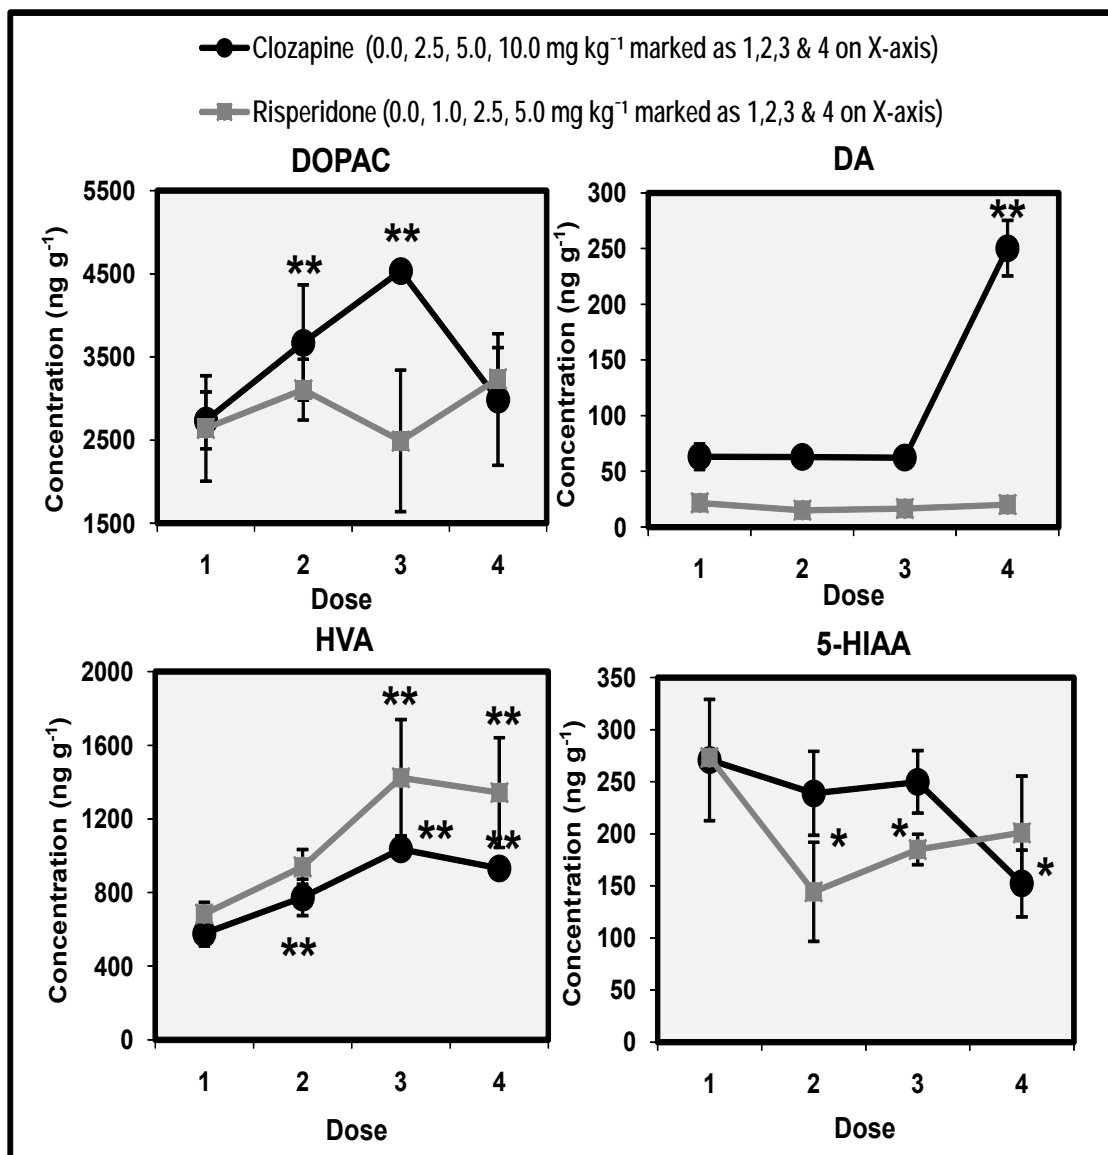 Clozapine (0.0, 2.5, 5.0, 10.0 mg kg⁻¹ marked as 1,2,3 & 4 on X-axis)
Risperidone (0.0, 1.0, 2.5, 5.0 mg kg⁻¹ marked as 1,2,3 & 4 on X-axis)
DOPAC
Concentration (ng g⁻¹)
5500
4500
3500
2500
1500
**
**
1 2 3 4
Dose
DA
Concentration (ng g⁻¹)
300
250
200
150
100
50
0
**
1 2 3 4
Dose
HVA
Concentration (ng g⁻¹)
2000
1600
1200
800
400
0
**
**
**
**
**
1 2 3 4
Dose
5-HIAA
Concentration (ng g⁻¹)
350
300
250
200
150
100
50
0
*
*
*
1 2 3 4
Dose